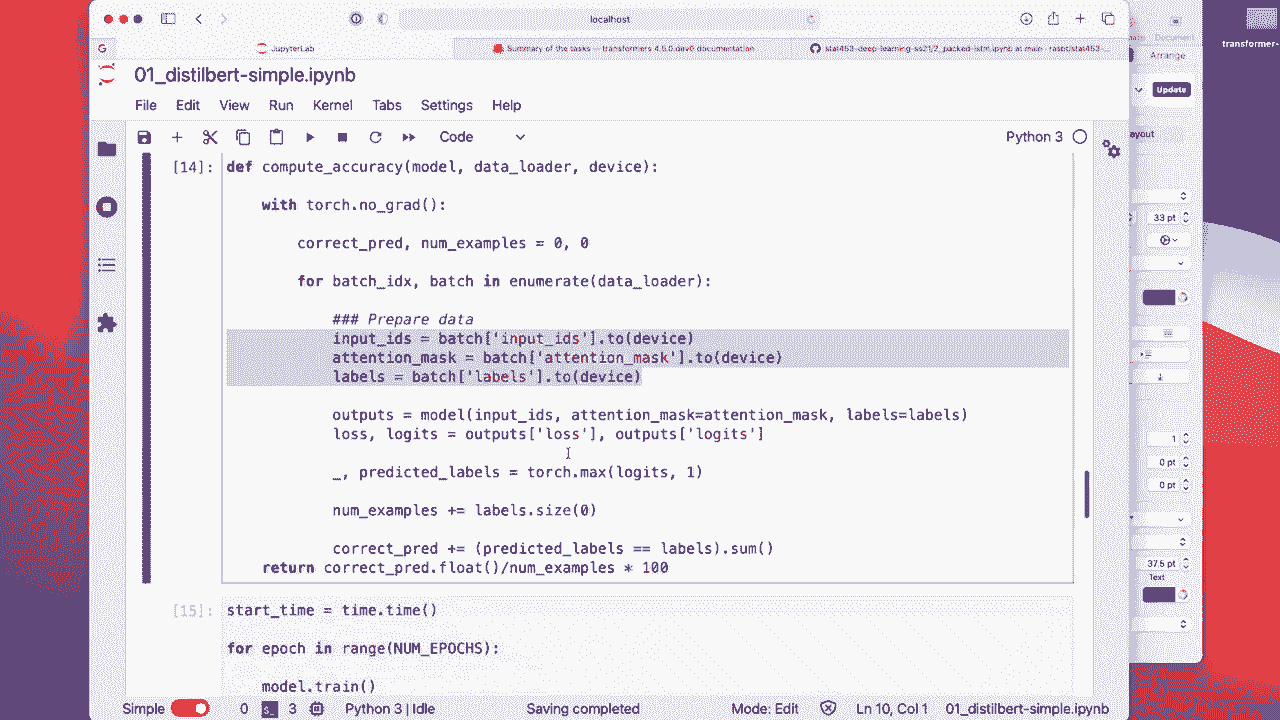 localhost
JupyterLab
Summary of the tasks — transformers 4.5.0.dev0 documentation
stat453-deep-learning-ss21/2_packed-lstm.ipynb at main · rasbt/stat453-...
transformer-
Document
01_distilbert-simple.ipynb
Arrange
File Edit View Run Kernel Tabs Settings Help
Update
Code
Python 3
ayout
[14]: def compute_accuracy(model, data_loader, device):
with torch.no_grad():
33 pt
correct_pred, num_examples = 0, 0
for batch_idx, batch in enumerate(data_loader):
### Prepare data
input_ids = batch['input_ids'].to(device)
attention_mask = batch['attention_mask'].to(device)
labels = batch['labels'].to(device)
outputs = model(input_ids, attention_mask=attention_mask, labels=labels)
loss, logits = outputs['loss'], outputs['logits']
1
0 pt
_, predicted_labels = torch.max(logits, 1)
0 pt
num_examples += labels.size(0)
correct_pred += (predicted_labels == labels).sum()
return correct_pred.float()/num_examples * 100
37.5 pt
Text
[15]: start_time = time.time()
for epoch in range(NUM_EPOCHS):
model.train()
Simple 0 s_ 3 Python 3 | Idle Saving completed Mode: Edit Ln 10, Col 1 01_distilbert-simple.ipynb